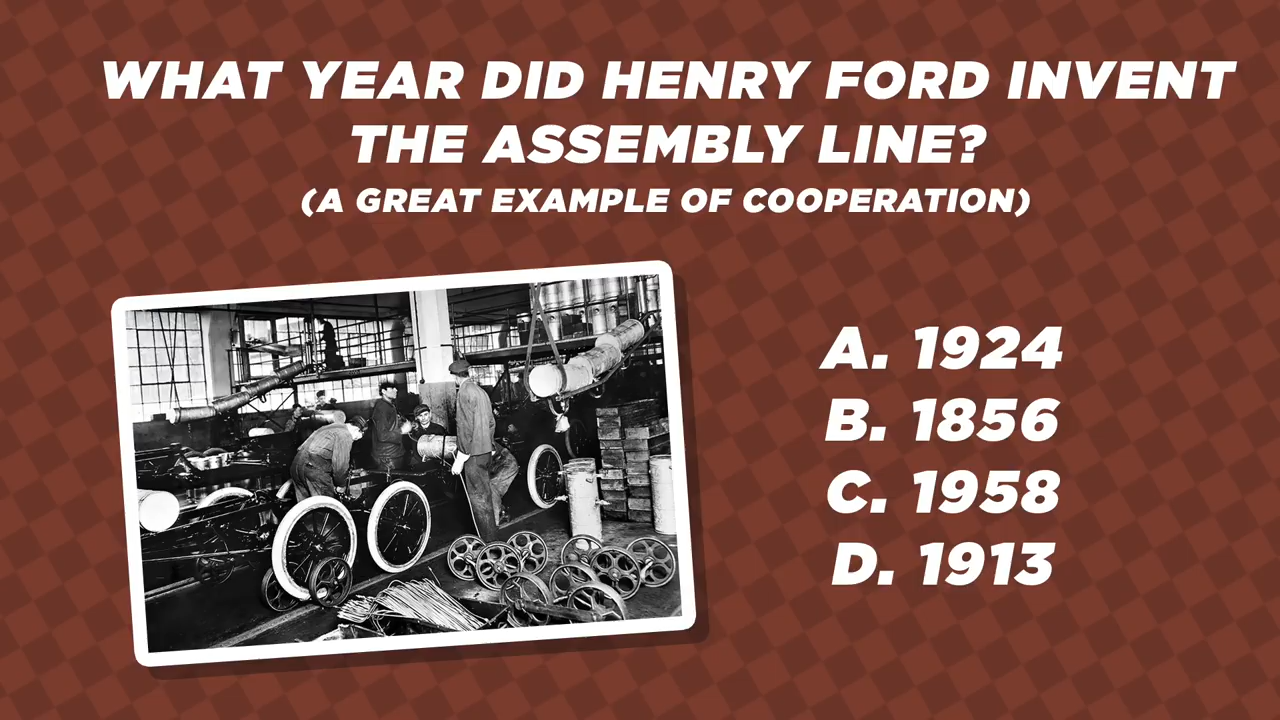 WHAT YEAR DID HENRY FORD INVENT
THE ASSEMBLY LINE?
(A GREAT EXAMPLE OF COOPERATION)
A. 1924
B. 1856
C. 1958
D. 1913